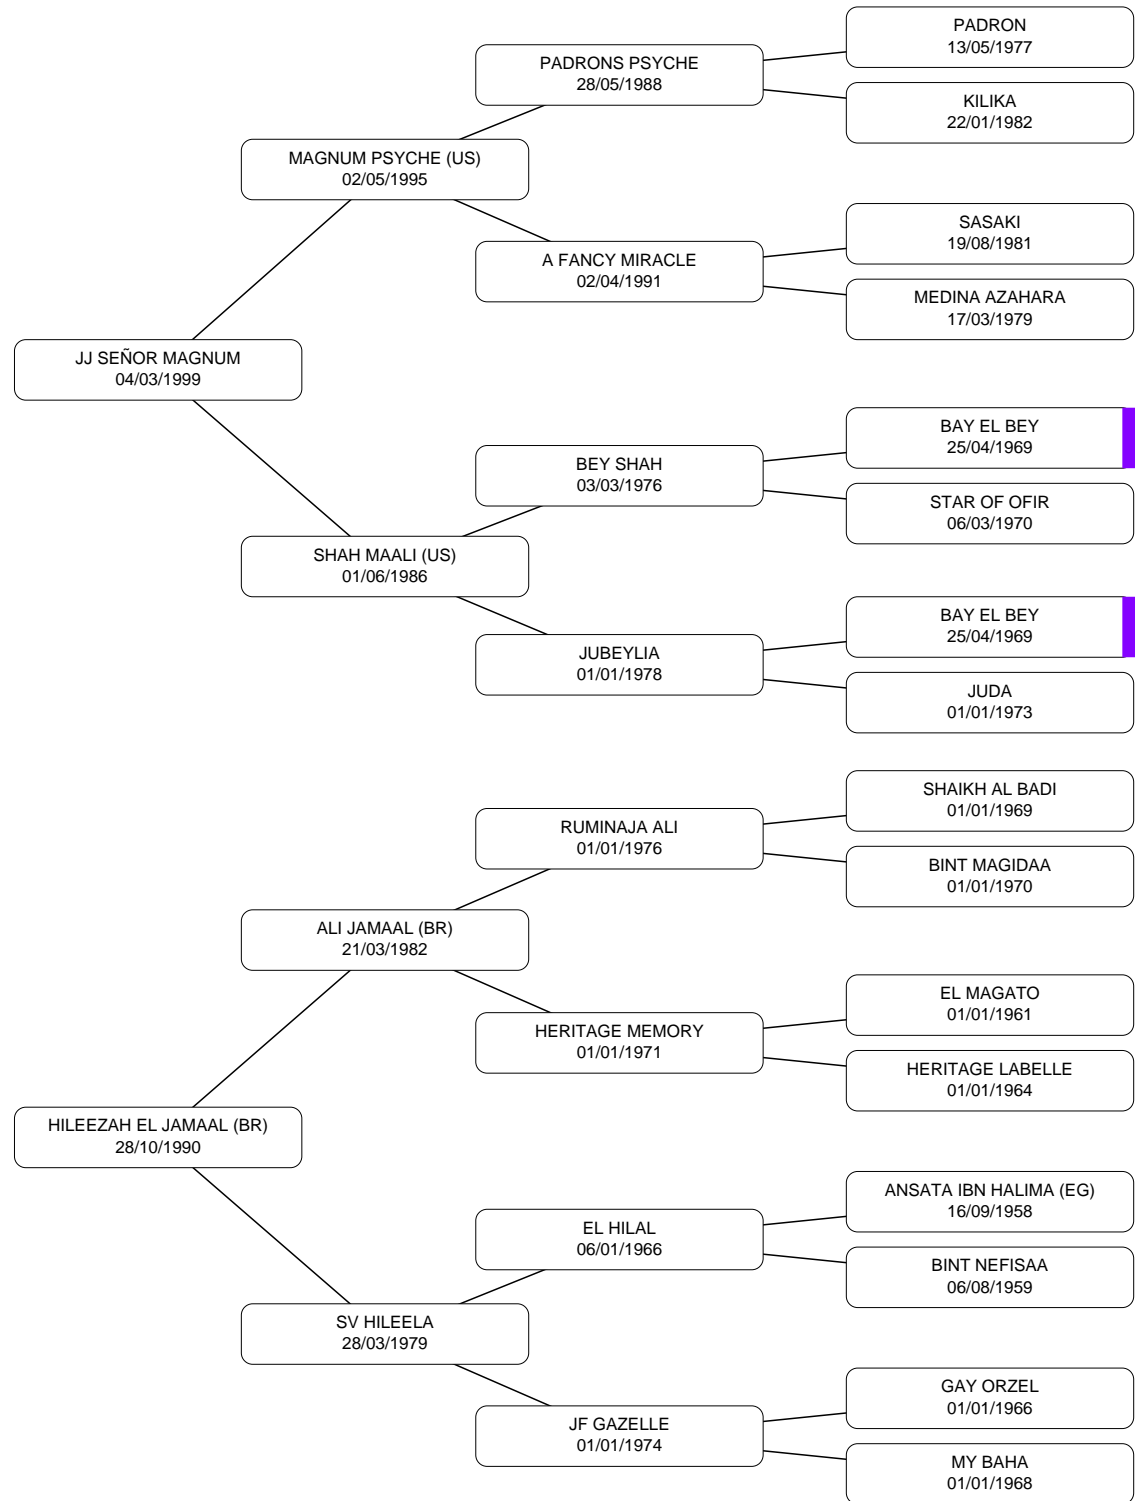 PADRON
13/05/1977
PADRONS PSYCHE
28/05/1988
KILIKA
22/01/1982
MAGNUM PSYCHE (US)
02/05/1995
SASAKI
19/08/1981
A FANCY MIRACLE
02/04/1991
MEDINA AZAHARA
17/03/1979
JJ SEÑOR MAGNUM
04/03/1999
BAY EL BEY
25/04/1969
BEY SHAH
03/03/1976
STAR OF OFIR
06/03/1970
SHAH MAALI (US)
01/06/1986
BAY EL BEY
25/04/1969
JUBEYLIA
01/01/1978
JUDA
01/01/1973
SHAIKH AL BADI
01/01/1969
RUMINAJA ALI
01/01/1976
BINT MAGIDAA
01/01/1970
ALI JAMAAL (BR)
21/03/1982
EL MAGATO
01/01/1961
HERITAGE MEMORY
01/01/1971
HERITAGE LABELLE
01/01/1964
HILEEZAH EL JAMAAL (BR)
28/10/1990
ANSATA IBN HALIMA (EG)
16/09/1958
EL HILAL
06/01/1966
BINT NEFISAA
06/08/1959
SV HILEELA
28/03/1979
GAY ORZEL
01/01/1966
JF GAZELLE
01/01/1974
MY BAHA
01/01/1968